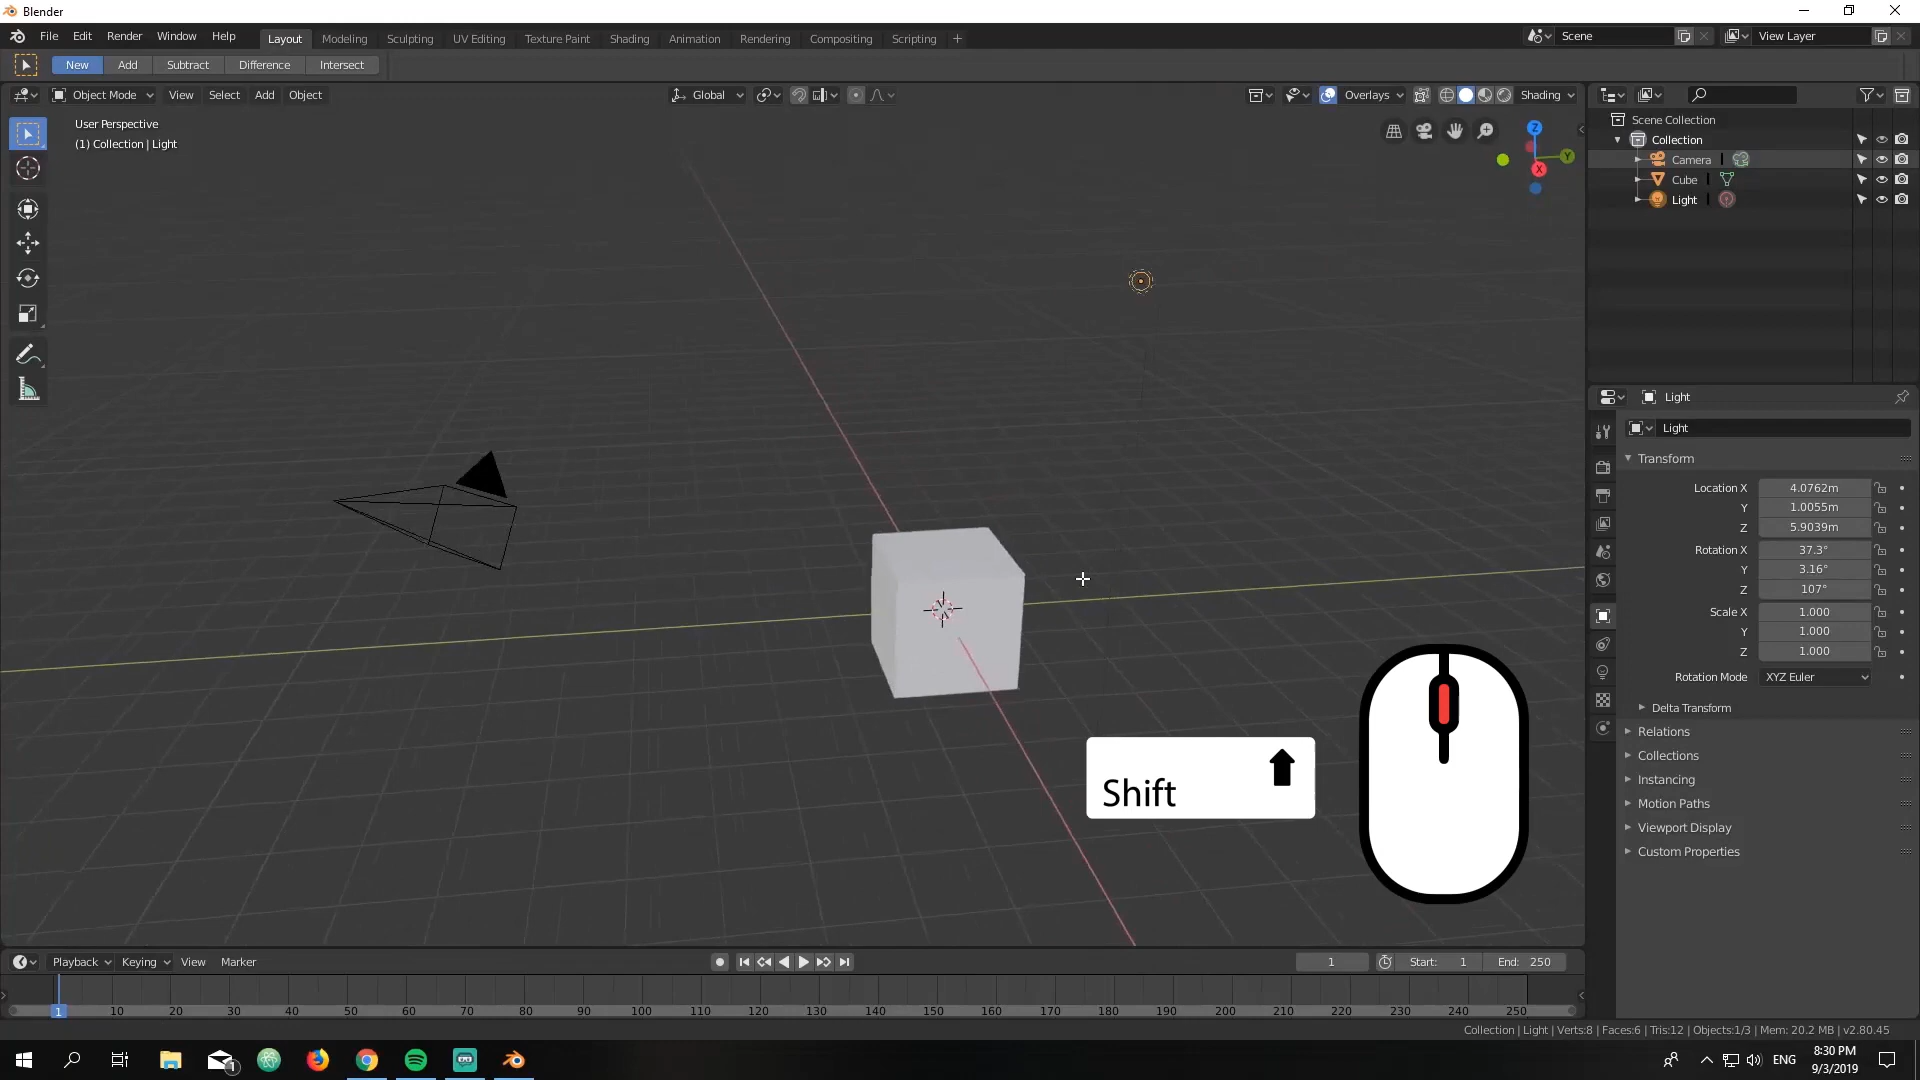 Blender
File Edit Render Window Help Layout Modeling Sculpting UV Editing Texture Paint Shading Animation Rendering Compositing Scripting + Scene View Layer
New Add Subtract Difference Intersect
Object Mode View Select Add Object Global Overlays Shading
User Perspective
(1) Collection | Light
Z
Y
X
Scene Collection
Collection
Camera
Cube
Light
Light
Light
Transform
Location X 4.0762m
Y 1.0055m
Z 5.9039m
Rotation X 37.3°
Y 3.16°
Z 107°
Scale X 1.000
Y 1.000
Z 1.000
Rotation Mode XYZ Euler
Delta Transform
Relations
Collections
Instancing
Motion Paths
Viewport Display
Custom Properties
Shift
Playback Keying View Marker 1 Start: 1 End: 250
1 10 20 30 40 50 60 70 80 90 100 110 120 130 140 150 160 170 180 190 200 210 220 230 240 250
Collection | Light | Verts:8 | Faces:6 | Tris:12 | Objects:1/3 | Mem: 20.2 MB | v2.80.45
1
ENG
8:30 PM
9/3/2019